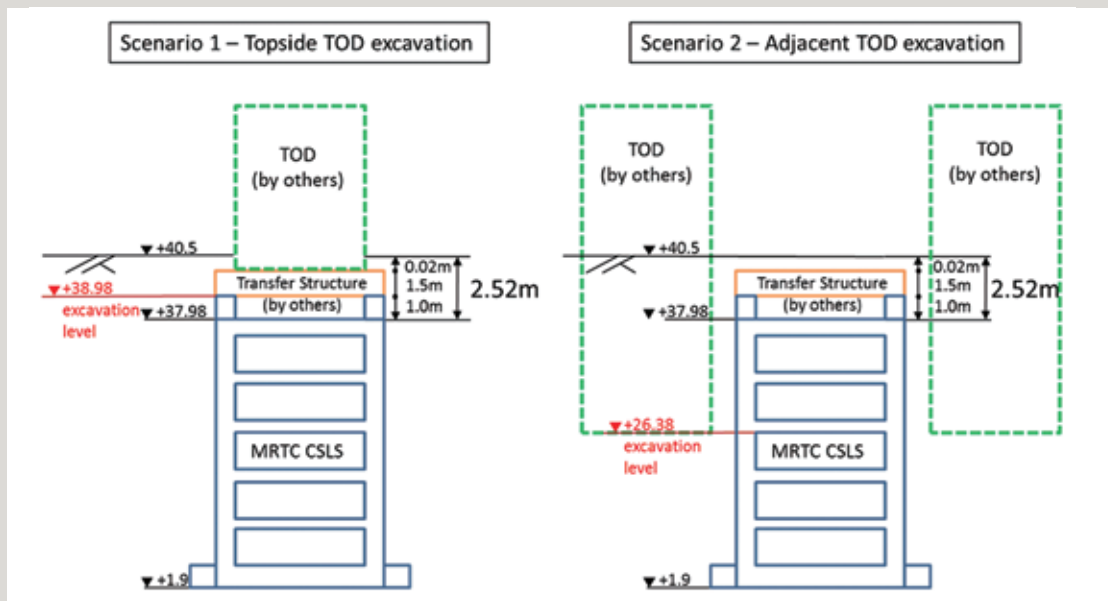 Scenario 1 – Topside TOD excavation
TOD
(by others)
+40.5
Transfer Structure
(by others)
0.02m
1.5m
1.0m
2.52m
+38.98
excavation
level
+37.98
MRTC CSLS
+1.9
Scenario 2 – Adjacent TOD excavation
TOD
(by others)
TOD
(by others)
+40.5
Transfer Structure
(by others)
0.02m
1.5m
1.0m
2.52m
+37.98
+26.38
excavation
level
MRTC CSLS
+1.9